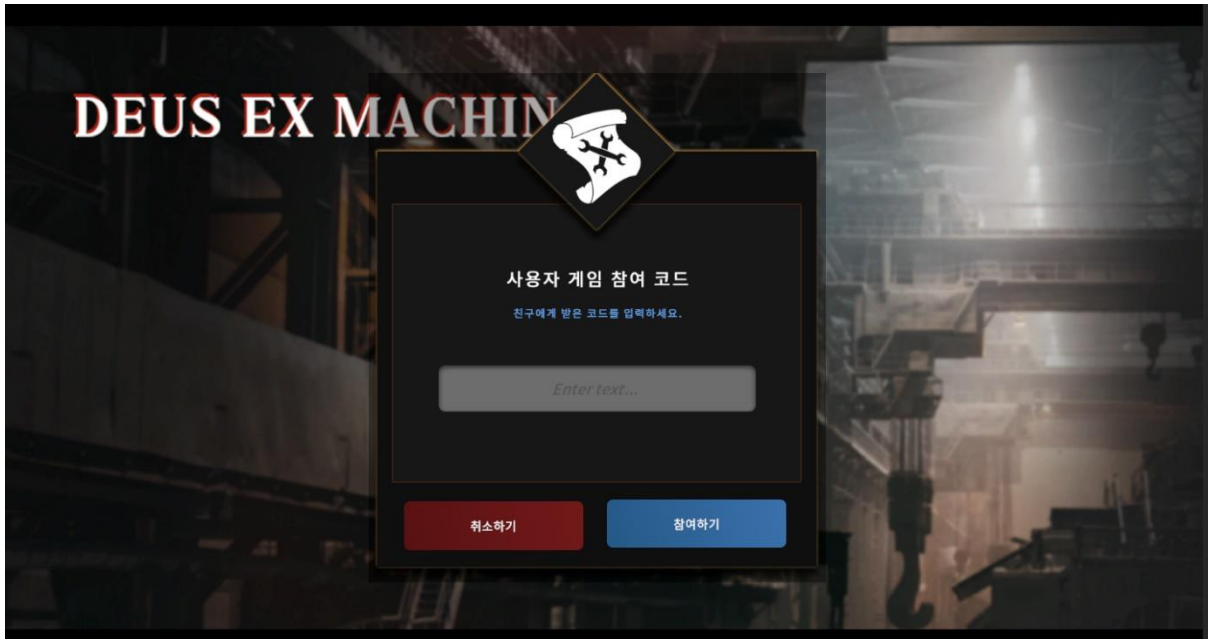 DEUS EX MACHIN
사용자 게임 참여 코드
친구에게 받은 코드를 입력하세요.
Enter text...
취소하기
참여하기